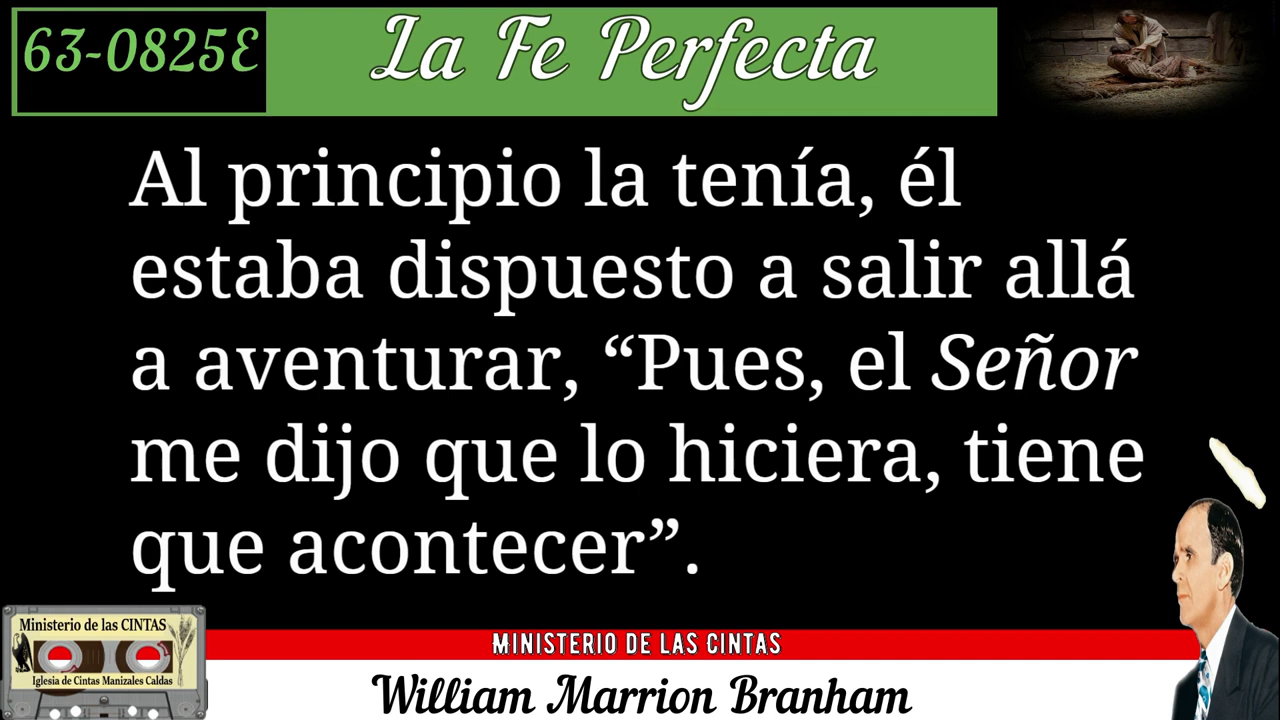 63-0825E
La Fe Perfecta
Al principio la tenía, él
estaba dispuesto a salir allá
a aventurar, “Pues, el Señor
me dijo que lo hiciera, tiene
que acontecer”.
Ministerio de las CINTAS
Iglesia de Cintas Manizales Caldas
MINISTERIO DE LAS CINTAS
William Marrion Branham